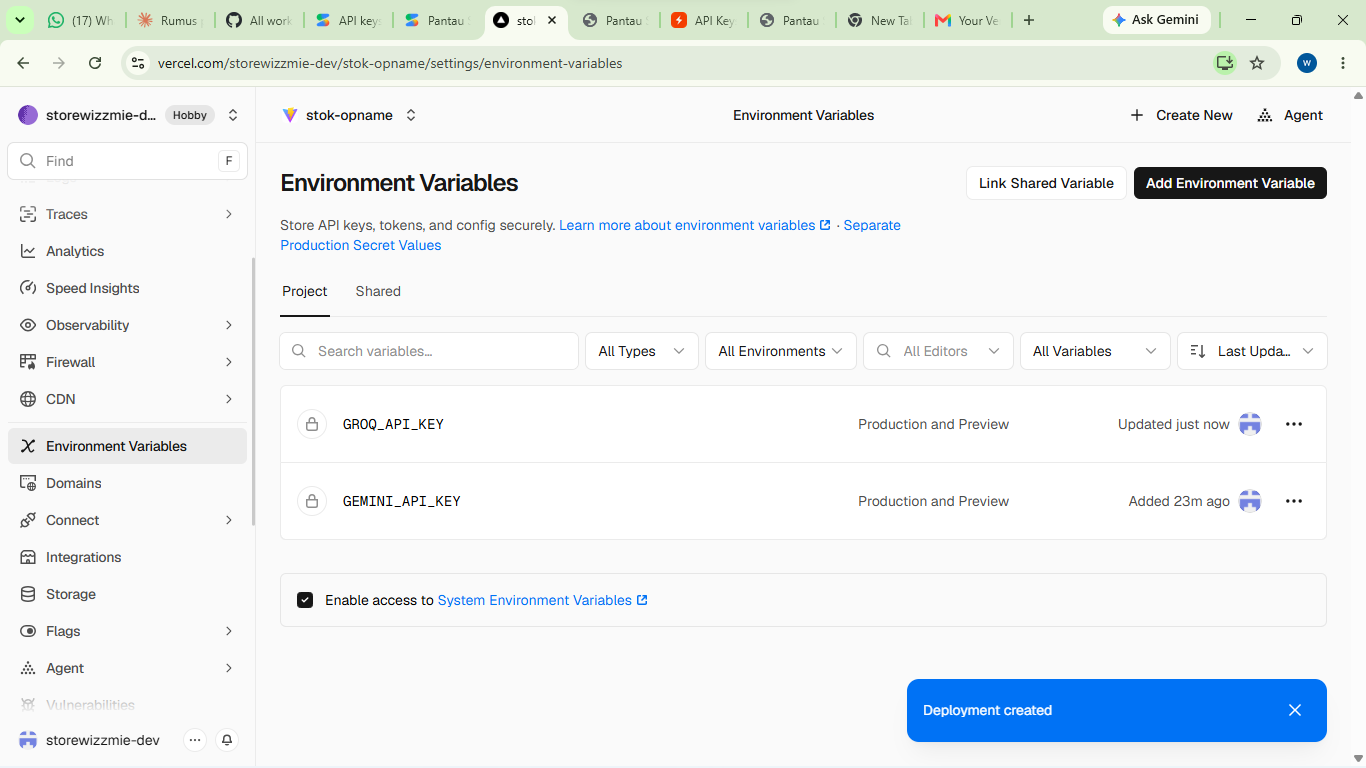 (17) Wh
Rumus
All work
API keys
Pantau
stok
Pantau
API Key
Pantau
New Tab
Your Ve
Ask Gemini
vercel.com/storewizzmie-dev/stok-opname/settings/environment-variables
W
storewizzmie-d...
Hobby
stok-opname
Environment Variables
Create New
Agent
Find
F
Environment Variables
Link Shared Variable
Add Environment Variable
Traces
Store API keys, tokens, and config securely. Learn more about environment variables · Separate
Production Secret Values
Analytics
Speed Insights
Project
Shared
Observability
Search variables...
All Types
All Environments
All Editors
All Variables
Last Upda...
Firewall
CDN
GROQ_API_KEY
Production and Preview
Updated just now
Environment Variables
Domains
GEMINI_API_KEY
Production and Preview
Added 23m ago
Connect
Integrations
Storage
Enable access to System Environment Variables
Flags
Agent
Vulnerabilities
Deployment created
storewizzmie-dev